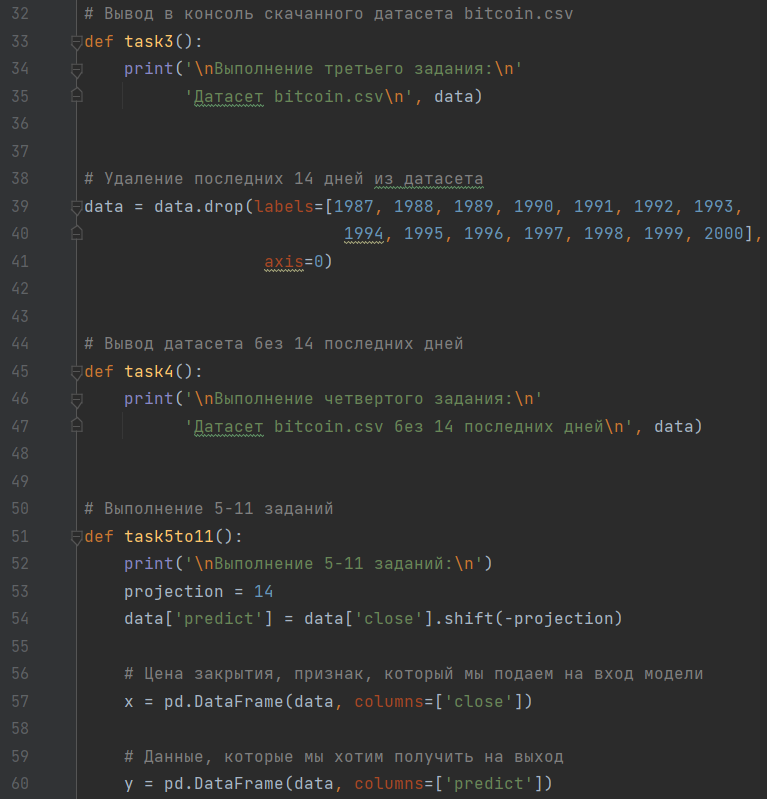 32 # Вывод в консоль скачанного датасета bitcoin.csv
33 def task3():
34     print('\nВыполнение третьего задания:\n'
35           'Датасет bitcoin.csv\n', data)
36
37
38 # Удаление последних 14 дней из датасета
39 data = data.drop(labels=[1987, 1988, 1989, 1990, 1991, 1992, 1993,
40                          1994, 1995, 1996, 1997, 1998, 1999, 2000],
41                  axis=0)
42
43
44 # Вывод датасета без 14 последних дней
45 def task4():
46     print('\nВыполнение четвертого задания:\n'
47           'Датасет bitcoin.csv без 14 последних дней\n', data)
48
49
50 # Выполнение 5-11 заданий
51 def task5to11():
52     print('\nВыполнение 5-11 заданий:\n')
53     projection = 14
54     data['predict'] = data['close'].shift(-projection)
55
56     # Цена закрытия, признак, который мы подаем на вход модели
57     x = pd.DataFrame(data, columns=['close'])
58
59     # Данные, которые мы хотим получить на выход
60     y = pd.DataFrame(data, columns=['predict'])